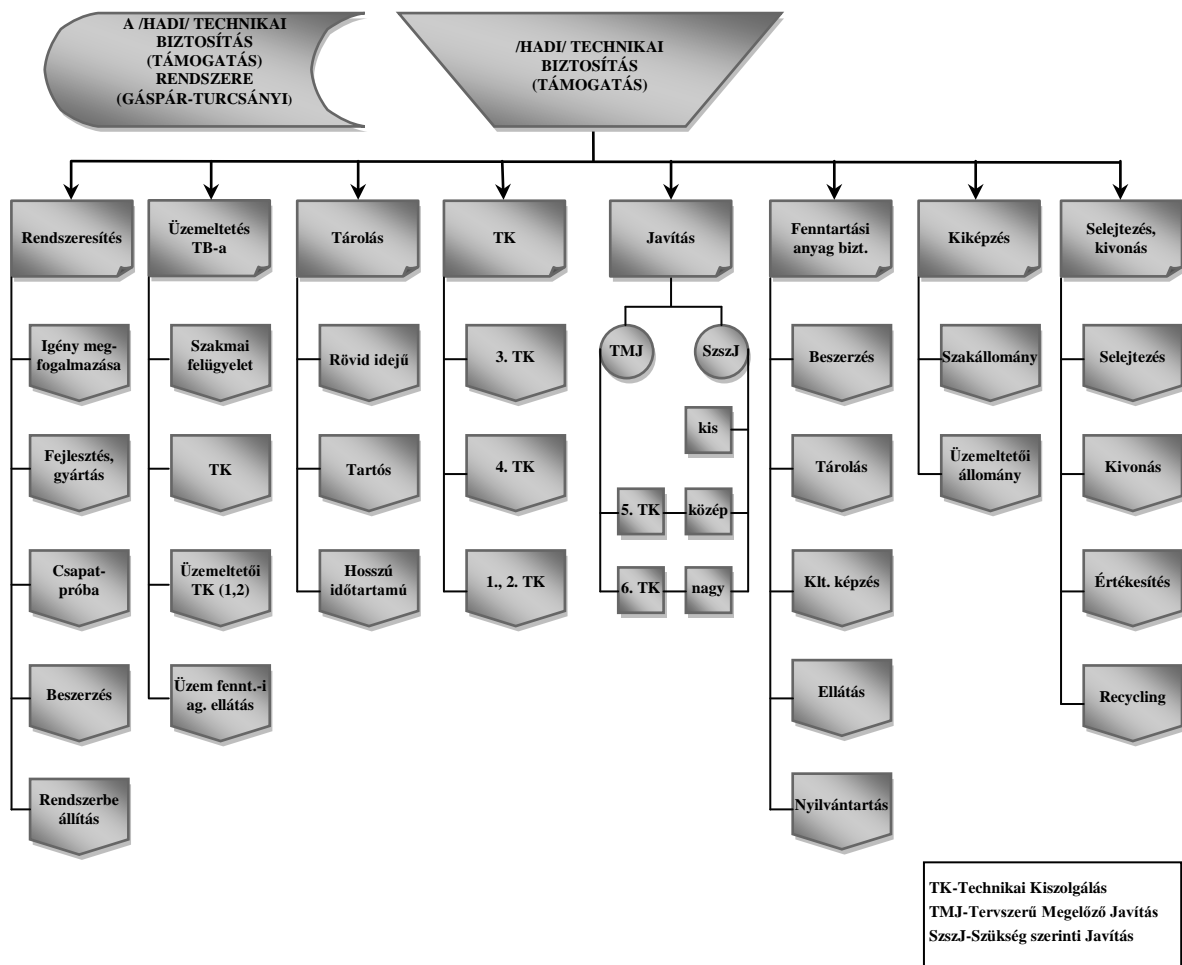 A /HADI/ TECHNIKAI
BIZTOSÍTÁS
(TÁMOGATÁS)
RENDSZERE
(GÁSPÁR-TURCSÁNYI)
/HADI/ TECHNIKAI
BIZTOSÍTÁS
(TÁMOGATÁS)
Rendszeresítés
Igény meg-
fogalmazása
Fejlesztés,
gyártás
Csapat-
próba
Beszerzés
Rendszerbe
állítás
Üzemeltetés
TB-a
Szakmai
felügyelet
TK
Üzemeltetői
TK (1,2)
Üzem fennt.-i
ag. ellátás
Tárolás
Rövid idejű
Tartós
Hosszú
időtartamú
TK
3. TK
4. TK
1., 2. TK
Javítás
TMJ
SzszJ
kis
5. TK
közép
6. TK
nagy
Fenntartási
anyag bizt.
Beszerzés
Tárolás
Klt. képzés
Ellátás
Nyilvántartás
Kiképzés
Szakállomány
Üzemeltetői
állomány
Selejtezés,
kivonás
Selejtezés
Kivonás
Értékesítés
Recycling
TK-Technikai Kiszolgálás
TMJ-Tervszerű Megelőző Javítás
SzszJ-Szükség szerinti Javítás